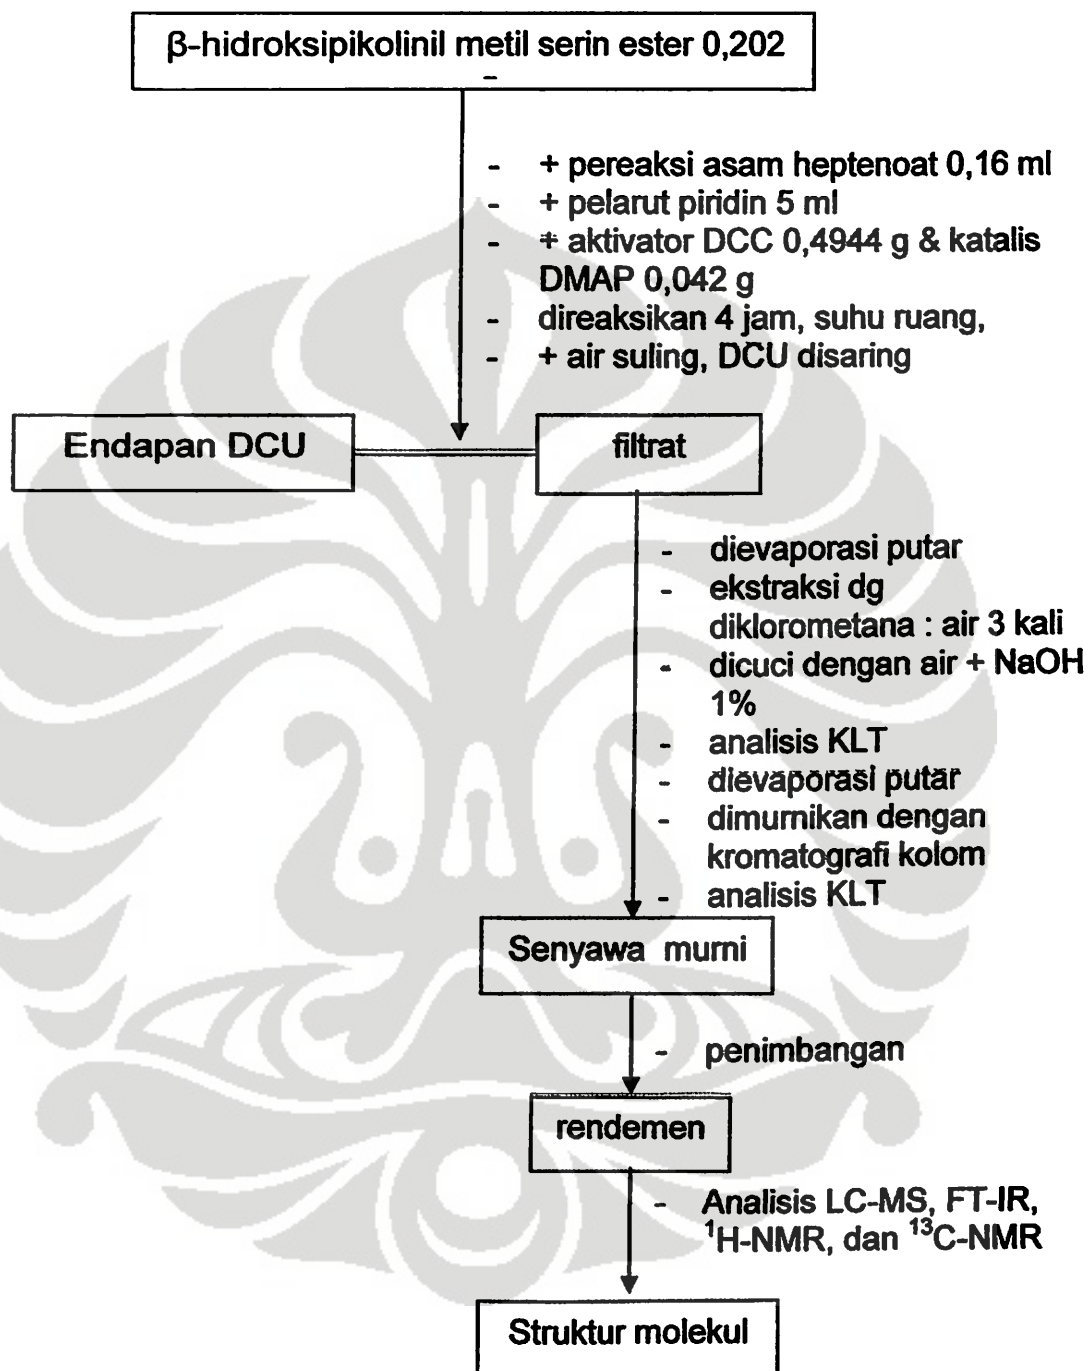 β-hidroksipikolinil metil serin ester 0,202
-
- + pereaksi asam heptenoat 0,16 ml
- + pelarut piridin 5 ml
- + aktivator DCC 0,4944 g & katalis
DMAP 0,042 g
- direaksikan 4 jam, suhu ruang,
- + air suling, DCU disaring
Endapan DCU
filtrat
- dievaporasi putar
- ekstraksi dg
diklorometana : air 3 kali
- dicuci dengan air + NaOH
1%
- analisis KLT
- dievaporasi putar
- dimurnikan dengan
kromatografi kolom
- analisis KLT
Senyawa murni
- penimbangan
rendemen
- Analisis LC-MS, FT-IR,
¹H-NMR, dan ¹³C-NMR
Struktur molekul